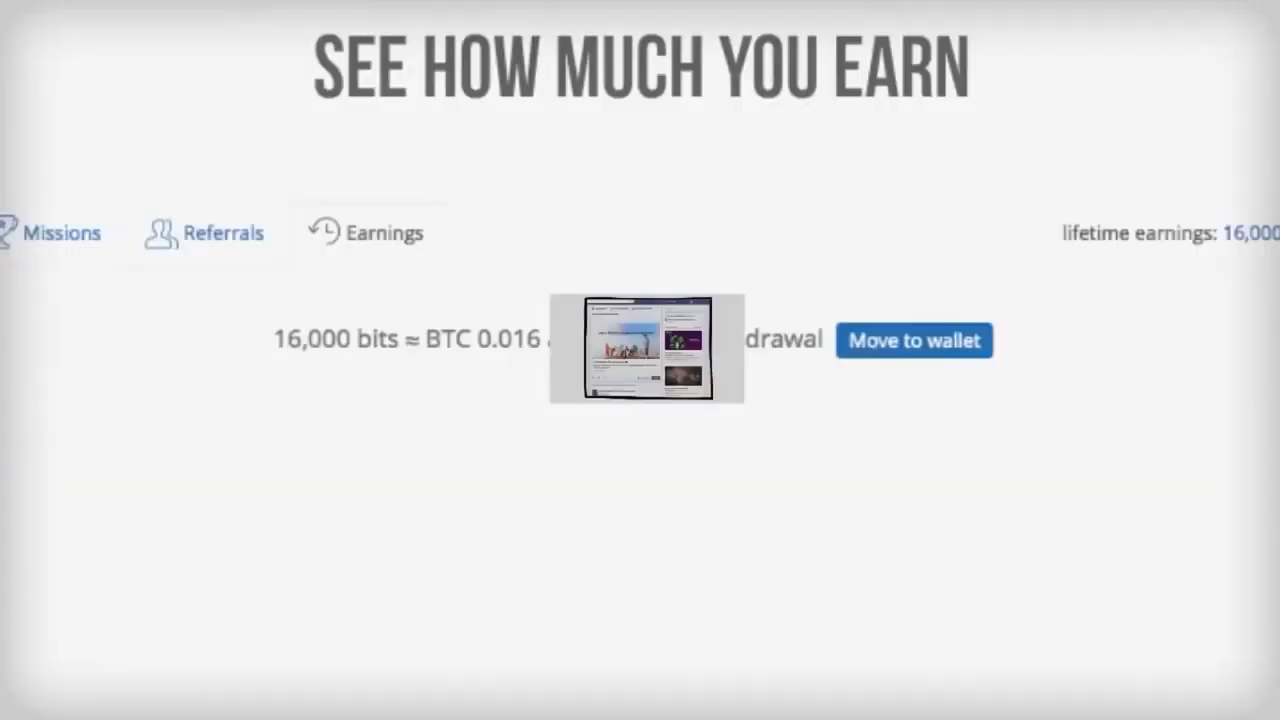 SEE HOW MUCH YOU EARN
Missions Referrals Earnings lifetime earnings: 16,000
16,000 bits ≈ BTC 0.016 drawal Move to wallet